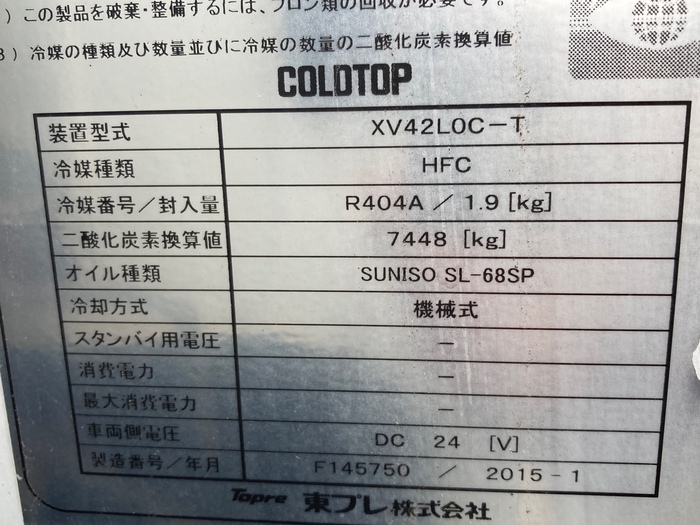 ）この製品を破棄・整備するには、フロン類の回収が必要です。
3）冷媒の種類及び数量並びに冷媒の数量の二酸化炭素換算値
COLDTOP
装置型式 XV42L0C-T
冷媒種類 HFC
冷媒番号／封入量 R404A ／ 1.9 [kg]
二酸化炭素換算値 7448 [kg]
オイル種類 SUNISO SL-68SP
冷却方式 機械式
スタンバイ用電圧 －
消費電力 －
最大消費電力 －
車両側電圧 DC 24 [V]
製造番号／年月 F145750 ／ 2015-1
Topre 東プレ株式会社